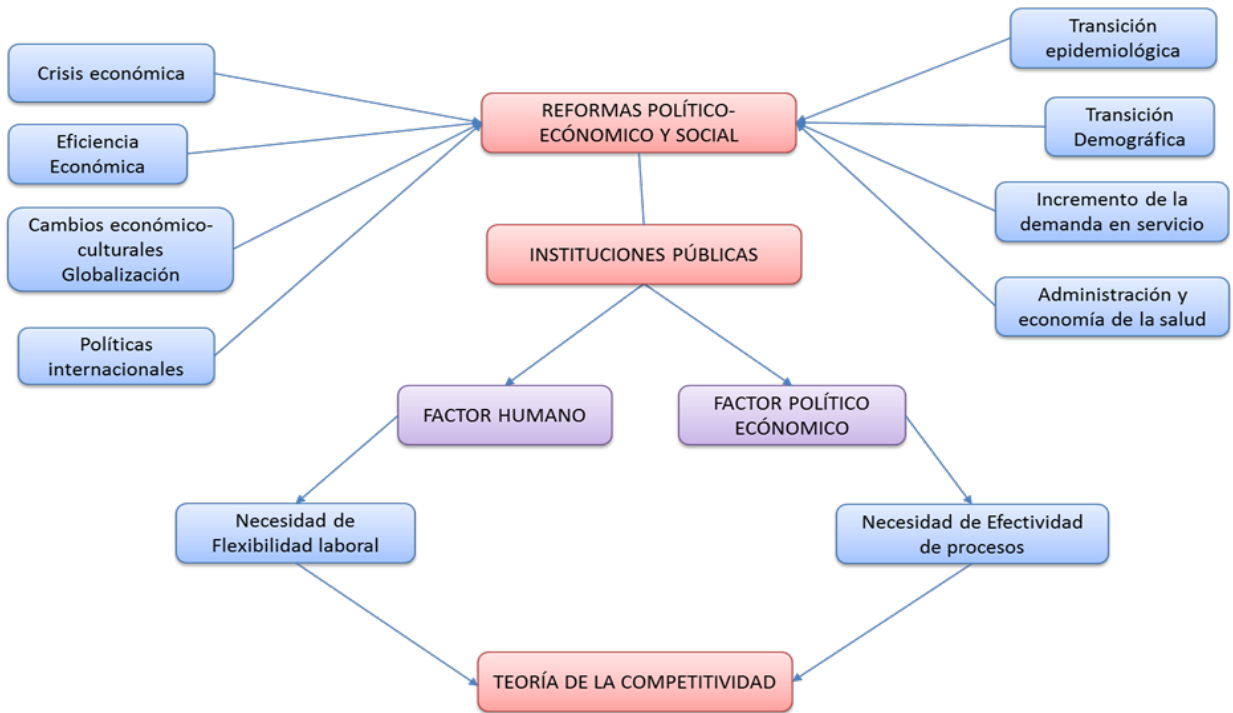 Crisis económica
Eficiencia
Económica
Cambios económico-
culturales
Globalización
Políticas
internacionales
REFORMAS POLÍTICO-
ECÓNOMICO Y SOCIAL
INSTITUCIONES PÚBLICAS
Transición
epidemiológica
Transición
Demográfica
Incremento de la
demanda en servicio
Administración y
economía de la salud
FACTOR HUMANO
FACTOR POLÍTICO
ECÓNOMICO
Necesidad de
Flexibilidad laboral
Necesidad de Efectividad
de procesos
TEORÍA DE LA COMPETITIVIDAD